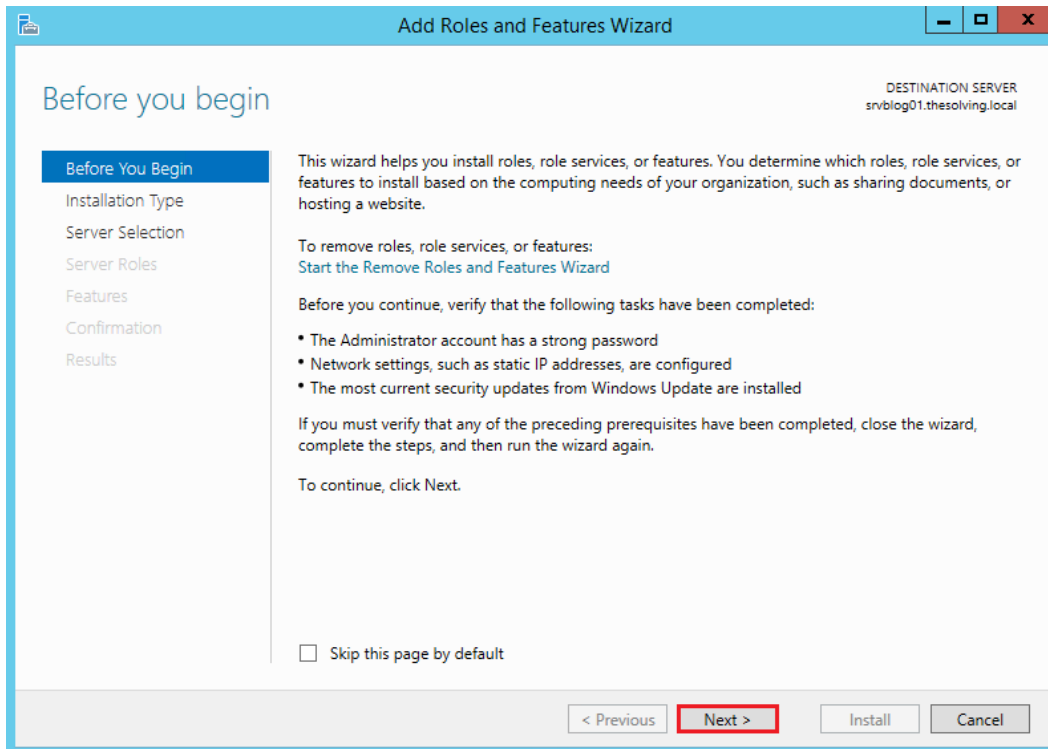 Add Roles and Features Wizard
Before you begin
DESTINATION SERVER
srvblog01.thesolving.local
Before You Begin
Installation Type
Server Selection
Server Roles
Features
Confirmation
Results
This wizard helps you install roles, role services, or features. You determine which roles, role services, or
features to install based on the computing needs of your organization, such as sharing documents, or
hosting a website.
To remove roles, role services, or features:
Start the Remove Roles and Features Wizard
Before you continue, verify that the following tasks have been completed:
• The Administrator account has a strong password
• Network settings, such as static IP addresses, are configured
• The most current security updates from Windows Update are installed
If you must verify that any of the preceding prerequisites have been completed, close the wizard,
complete the steps, and then run the wizard again.
To continue, click Next.
Skip this page by default
< Previous
Next >
Install
Cancel